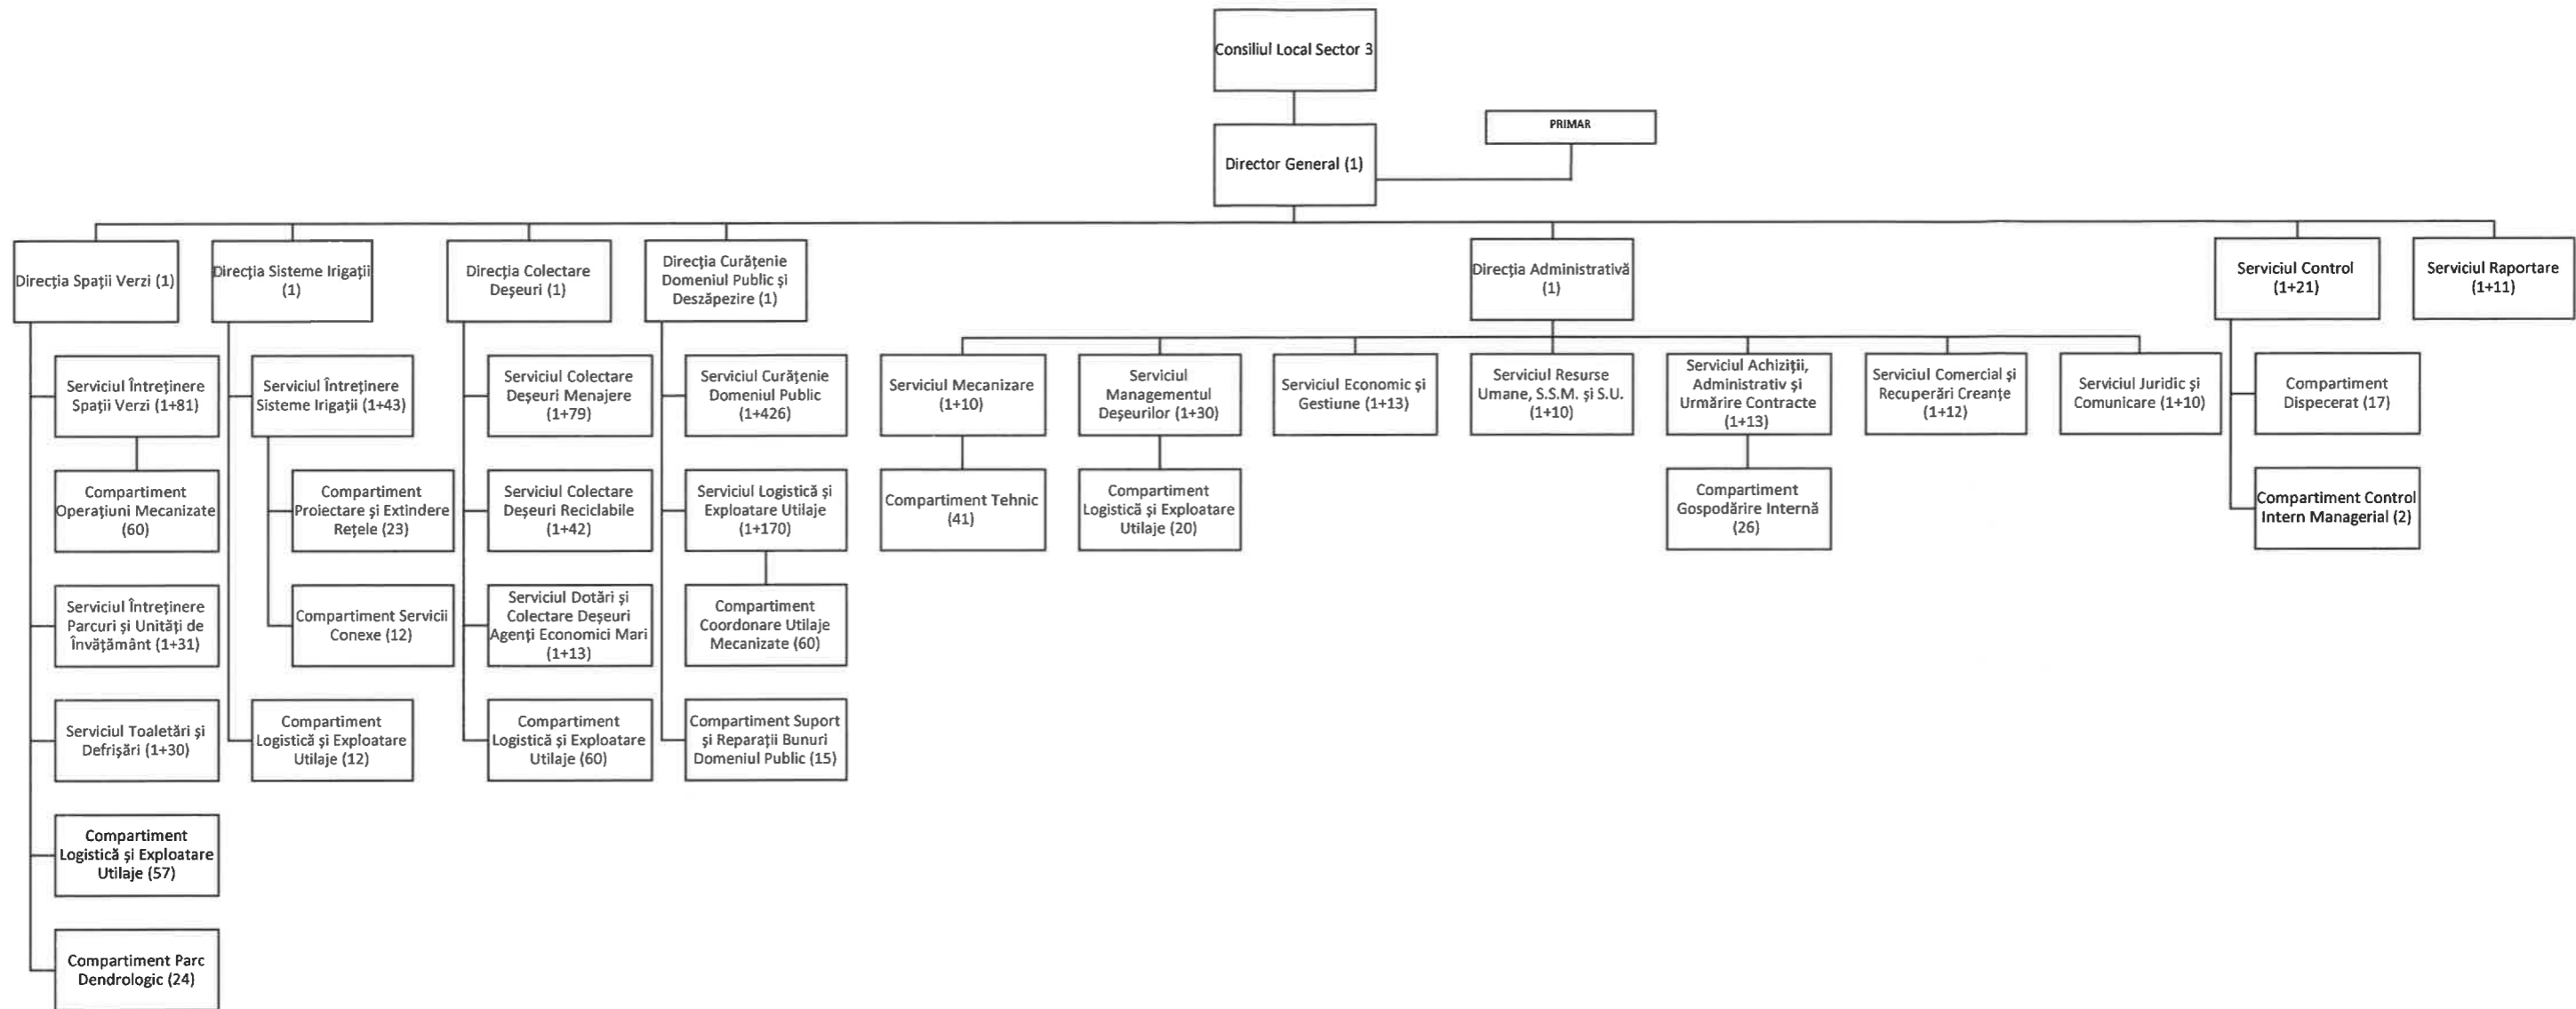 Consiliul Local Sector 3
PRIMAR
Director General (1)
Direcția Spații Verzi (1)
Direcția Sisteme Irigații
(1)
Direcția Colectare
Deșeuri (1)
Direcția Curățenie
Domeniul Public și
Deszăpezire (1)
Direcția Administrativă
(1)
Serviciul Control
(1+21)
Serviciul Raportare
(1+11)
Serviciul Întreținere
Spații Verzi (1+81)
Serviciul Întreținere
Sisteme Irigații (1+43)
Serviciul Colectare
Deșeuri Menajere
(1+79)
Serviciul Curățenie
Domeniul Public
(1+426)
Serviciul Mecanizare
(1+10)
Serviciul
Managementul
Deșeurilor (1+30)
Serviciul Economic și
Gestiune (1+13)
Serviciul Resurse
Umane, S.S.M. și S.U.
(1+10)
Serviciul Achiziții,
Administrativ și
Urmărire Contracte
(1+13)
Serviciul Comercial și
Recuperări Creanțe
(1+12)
Serviciul Juridic și
Comunicare (1+10)
Compartiment
Dispecerat (17)
Compartiment
Operațiuni Mecanizate
(60)
Compartiment
Proiectare și Extindere
Rețele (23)
Serviciul Colectare
Deșeuri Reciclabile
(1+42)
Serviciul Logistică și
Exploatare Utilaje
(1+170)
Compartiment Tehnic
(41)
Compartiment
Logistică și Exploatare
Utilaje (20)
Compartiment
Gospodărire Internă
(26)
Compartiment Control
Intern Managerial (2)
Serviciul Întreținere
Parcuri și Unități de
Învățământ (1+31)
Compartiment Servicii
Conexe (12)
Serviciul Dotări și
Colectare Deșeuri
Agenți Economici Mari
(1+13)
Compartiment
Coordonare Utilaje
Mecanizate (60)
Serviciul Toaletări și
Defrișări (1+30)
Compartiment
Logistică și Exploatare
Utilaje (12)
Compartiment
Logistică și Exploatare
Utilaje (60)
Compartiment Suport
și Reparații Bunuri
Domeniul Public (15)
Compartiment
Logistică și Exploatare
Utilaje (57)
Compartiment Parc
Dendrologic (24)